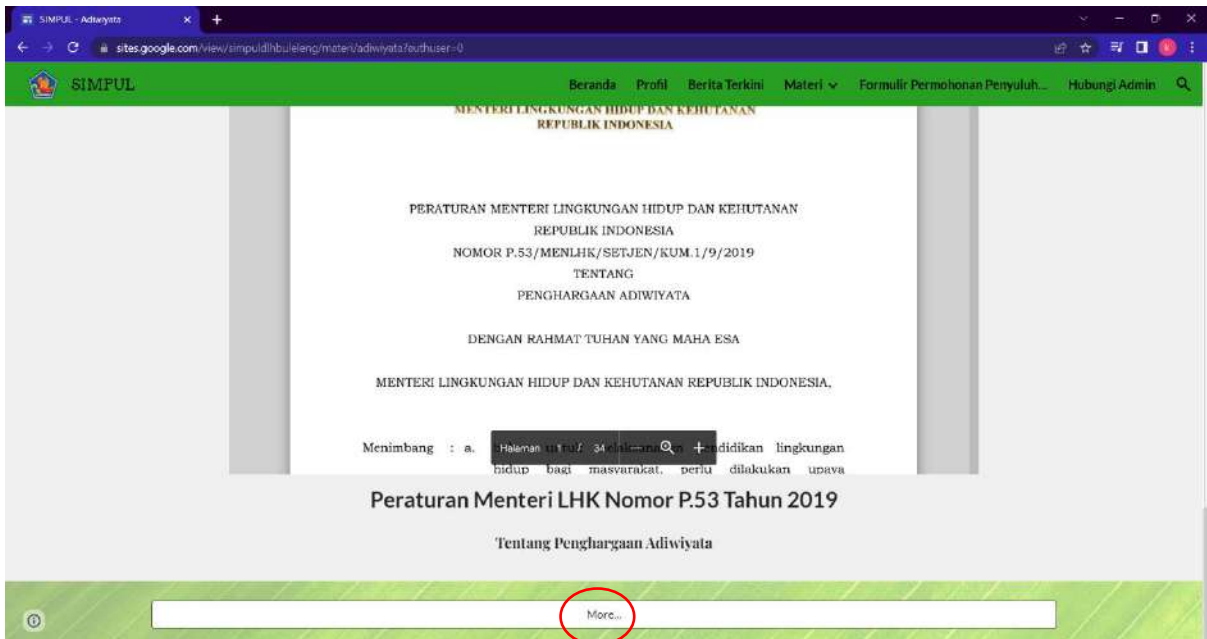 SIMPUL - Adiwiyata
sites.google.com/view/simpuldlhbuleleng/materi/adiwiyata?authuser=0
SIMPUL
Beranda Profil Berita Terkini Materi Formulir Permohonan Penyuluh... Hubungi Admin
MENTERI LINGKUNGAN HIDUP DAN KEHUTANAN
REPUBLIK INDONESIA
PERATURAN MENTERI LINGKUNGAN HIDUP DAN KEHUTANAN
REPUBLIK INDONESIA
NOMOR P.53/MENLHK/SETJEN/KUM.1/9/2019
TENTANG
PENGHARGAAN ADIWIYATA
DENGAN RAHMAT TUHAN YANG MAHA ESA
MENTERI LINGKUNGAN HIDUP DAN KEHUTANAN REPUBLIK INDONESIA,
Menimbang : a. Halaman 1 / 34 didikan lingkungan
hidup bagi masyarakat, perlu dilakukan upaya
Peraturan Menteri LHK Nomor P.53 Tahun 2019
Tentang Penghargaan Adiwiyata
More...